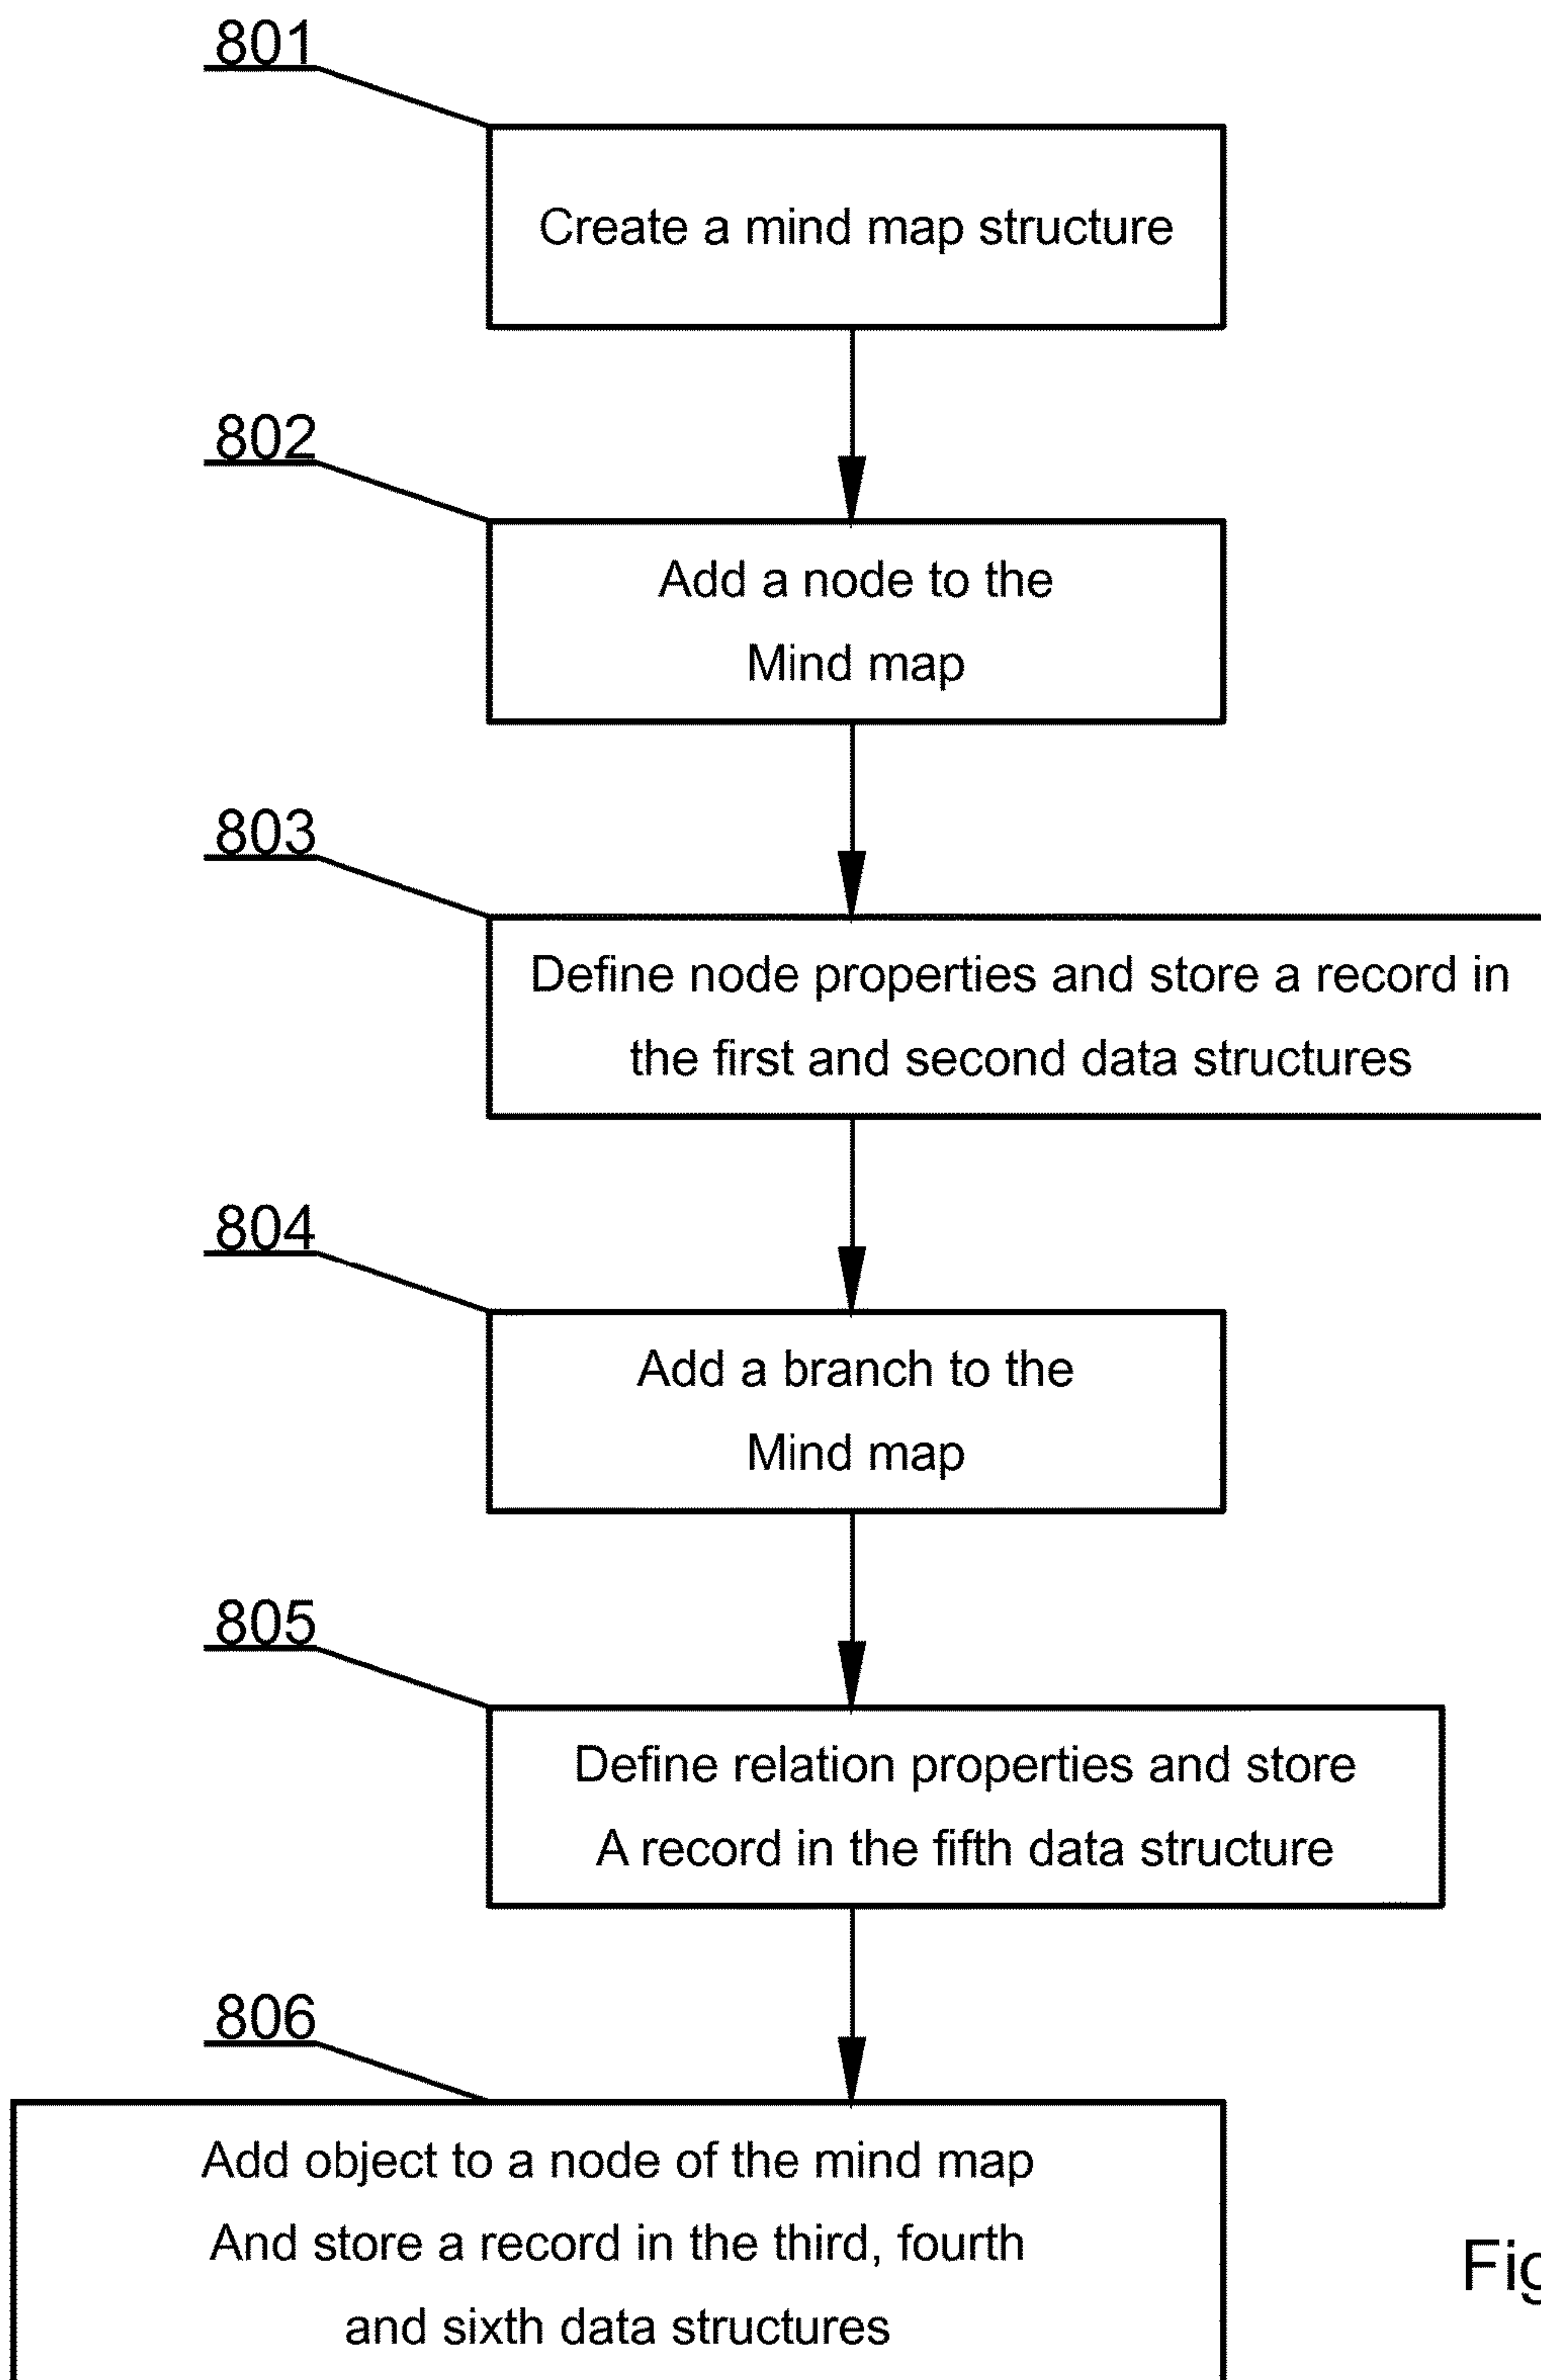 801
Create a mind map structure
802
Add a node to the
Mind map
803
Define node properties and store a record in
the first and second data structures
804
Add a branch to the
Mind map
805
Define relation properties and store
A record in the fifth data structure
806
Add object to a node of the mind map
And store a record in the third, fourth
and sixth data structures